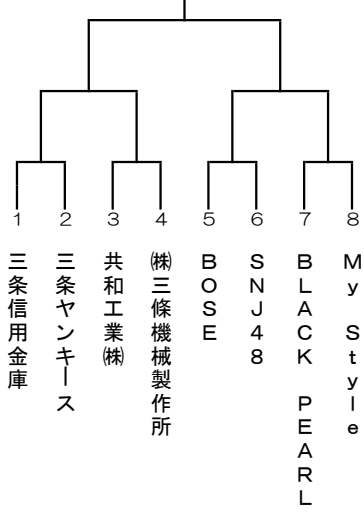 1 2 3 4 5 6 7 8
三条信用金庫
三条ヤンキース
共和工業㈱
㈱三條機械製作所
BOSE
SNJ48
BLACK PEARL
My Style